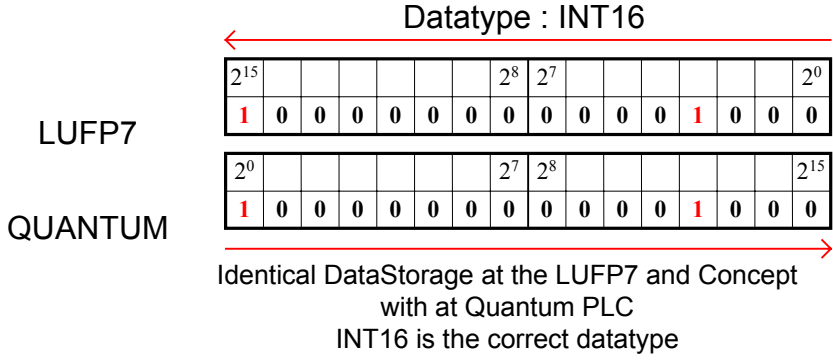 Datatype : INT16
2¹⁵ 2⁸ 2⁷ 2⁰
LUFP7
1 0 0 0 0 0 0 0 0 0 0 0 1 0 0 0
2⁰ 2⁷ 2⁸ 2¹⁵
QUANTUM
1 0 0 0 0 0 0 0 0 0 0 0 1 0 0 0
Identical DataStorage at the LUFP7 and Concept
with at Quantum PLC
INT16 is the correct datatype